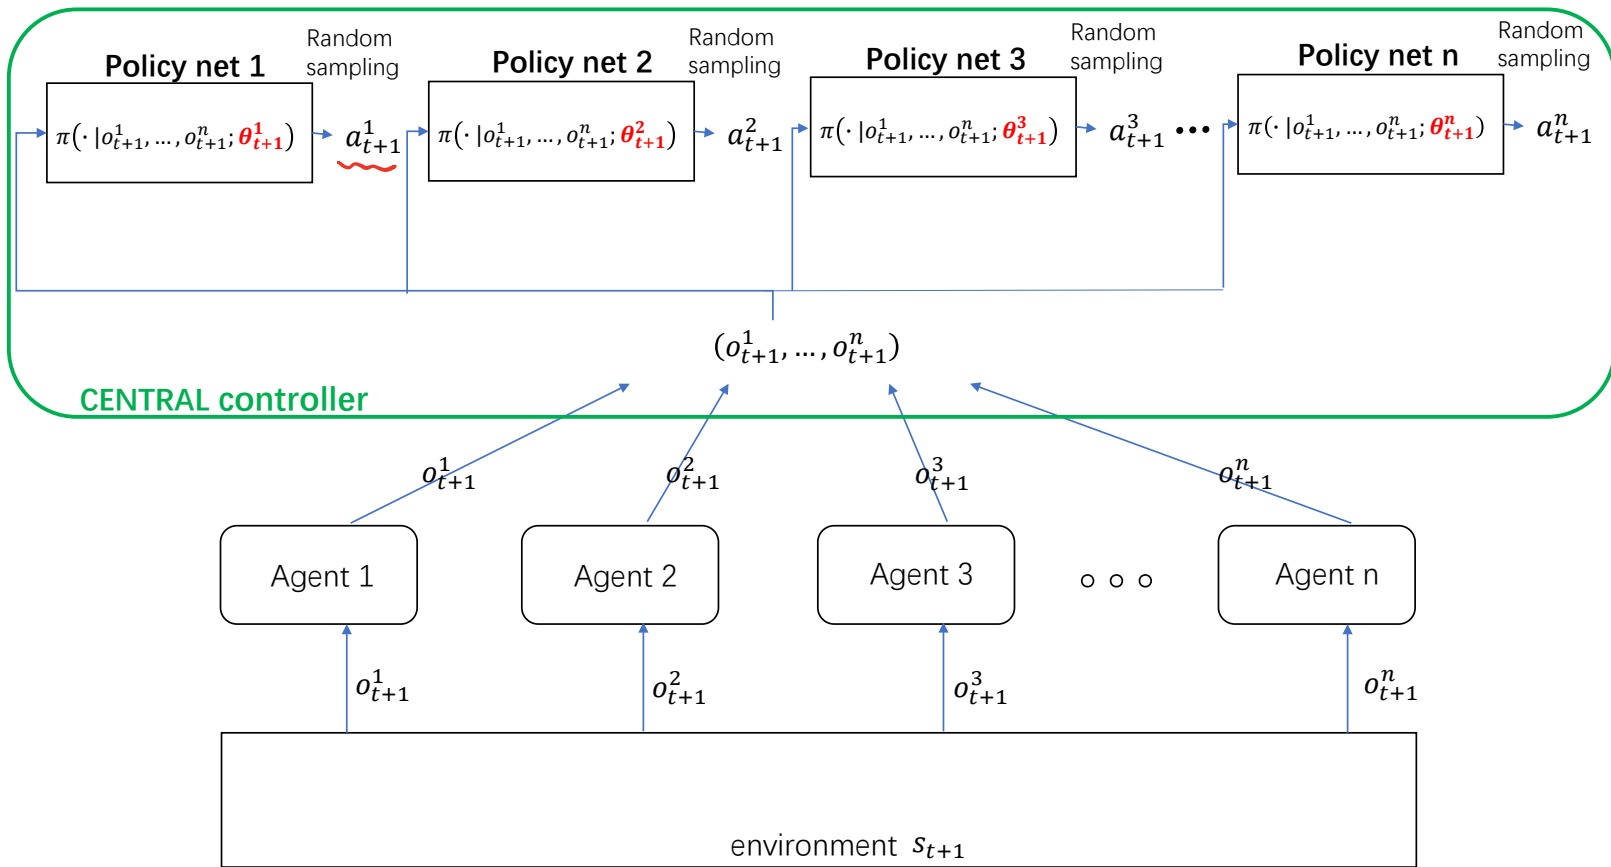 Policy net 1
Random
sampling
Policy net 2
Random
sampling
Policy net 3
Random
sampling
Policy net n
Random
sampling
π(· |o¹ₜ₊₁, ... , oⁿₜ₊₁; θ¹ₜ₊₁)
a¹ₜ₊₁
π(· |o¹ₜ₊₁, ... , oⁿₜ₊₁; θ²ₜ₊₁)
a²ₜ₊₁
π(· |o¹ₜ₊₁, ... , oⁿₜ₊₁; θ³ₜ₊₁)
a³ₜ₊₁
•••
π(· |o¹ₜ₊₁, ... , oⁿₜ₊₁; θⁿₜ₊₁)
aⁿₜ₊₁
(o¹ₜ₊₁, ... , oⁿₜ₊₁)
CENTRAL controller
o¹ₜ₊₁
o²ₜ₊₁
o³ₜ₊₁
oⁿₜ₊₁
Agent 1
Agent 2
Agent 3
○ ○ ○
Agent n
o¹ₜ₊₁
o²ₜ₊₁
o³ₜ₊₁
oⁿₜ₊₁
environment sₜ₊₁